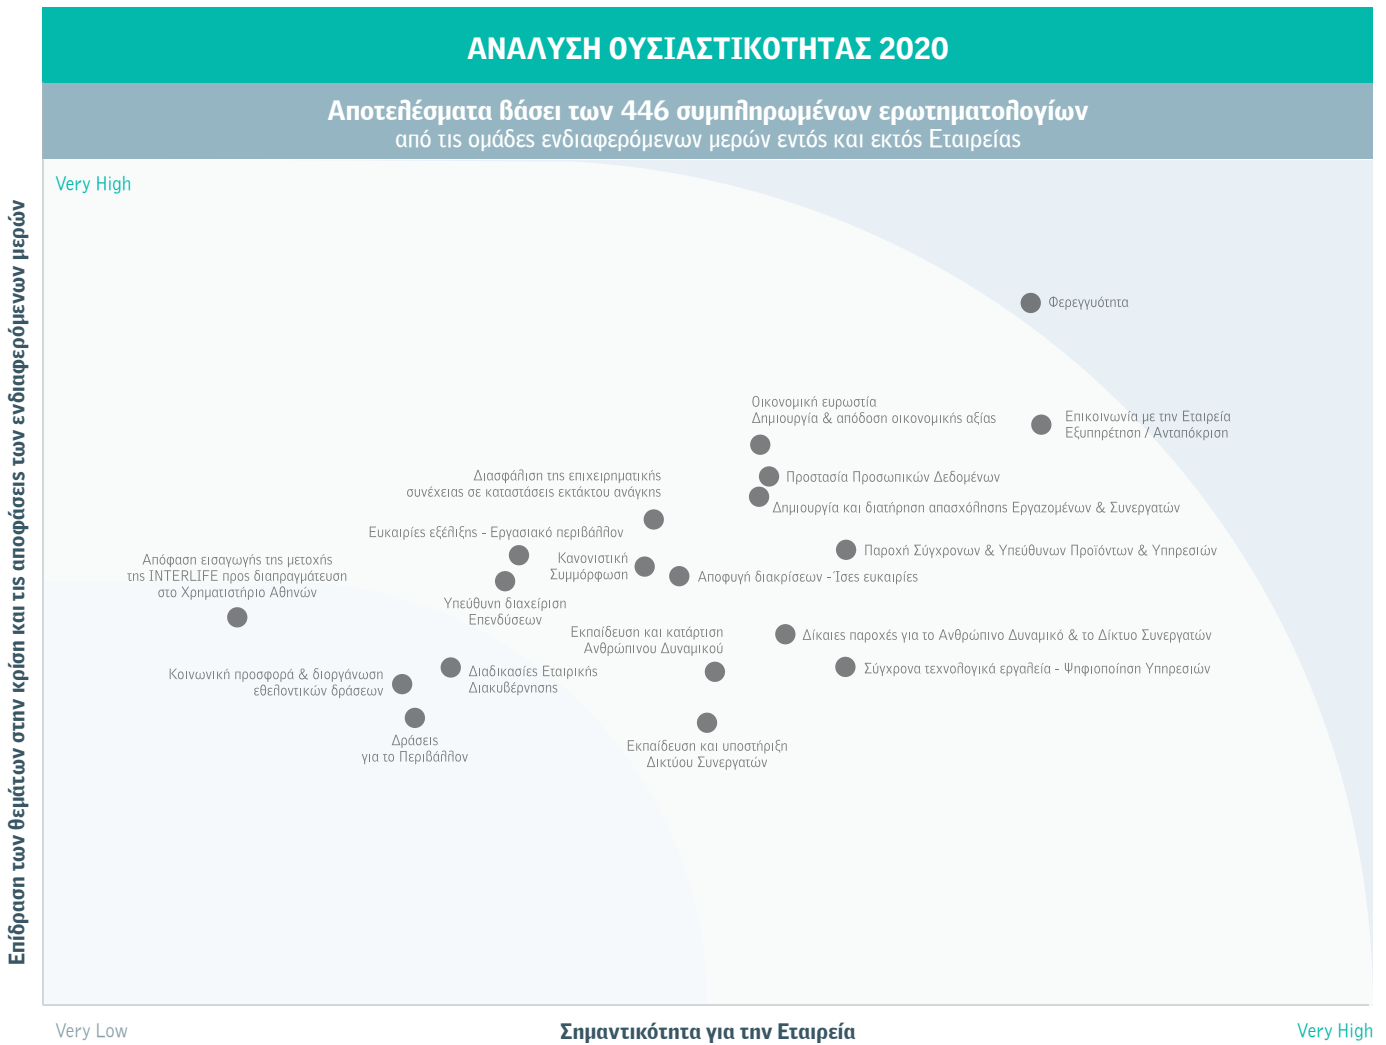 ΑΝΑΛΥΣΗ ΟΥΣΙΑΣΤΙΚΟΤΗΤΑΣ 2020
Αποτελέσματα βάσει των 446 συμπληρωμένων ερωτηματολογίων
από τις ομάδες ενδιαφερόμενων μερών εντός και εκτός Εταιρείας
Very High
Επίδραση των θεμάτων στην κρίση και τις αποφάσεις των ενδιαφερόμενων μερών
Φερεγγυότητα
Οικονομική ευρωστία
Δημιουργία & απόδοση οικονομικής αξίας
Επικοινωνία με την Εταιρεία
Εξυπηρέτηση / Ανταπόκριση
Διασφάλιση της επιχειρηματικής
συνέχειας σε καταστάσεις εκτάκτου ανάγκης
Προστασία Προσωπικών Δεδομένων
Δημιουργία και διατήρηση απασχόλησης Εργαζομένων & Συνεργατών
Ευκαιρίες εξέλιξης - Εργασιακό περιβάλλον
Κανονιστική
Συμμόρφωση
Παροχή Σύγχρονων & Υπεύθυνων Προϊόντων & Υπηρεσιών
Απόφαση εισαγωγής της μετοχής
της INTERLIFE προς διαπραγμάτευση
στο Χρηματιστήριο Αθηνών
Αποφυγή διακρίσεων - Ίσες ευκαιρίες
Υπεύθυνη διαχείριση
Επενδύσεων
Εκπαίδευση και κατάρτιση
Ανθρώπινου Δυναμικού
Δίκαιες παροχές για το Ανθρώπινο Δυναμικό & το Δίκτυο Συνεργατών
Κοινωνική προσφορά & διοργάνωση
εθελοντικών δράσεων
Διαδικασίες Εταιρικής
Διακυβέρνησης
Σύγχρονα τεχνολογικά εργαλεία - Ψηφιοποίηση Υπηρεσιών
Δράσεις
για το Περιβάλλον
Εκπαίδευση και υποστήριξη
Δικτύου Συνεργατών
Very Low
Σημαντικότητα για την Εταιρεία
Very High